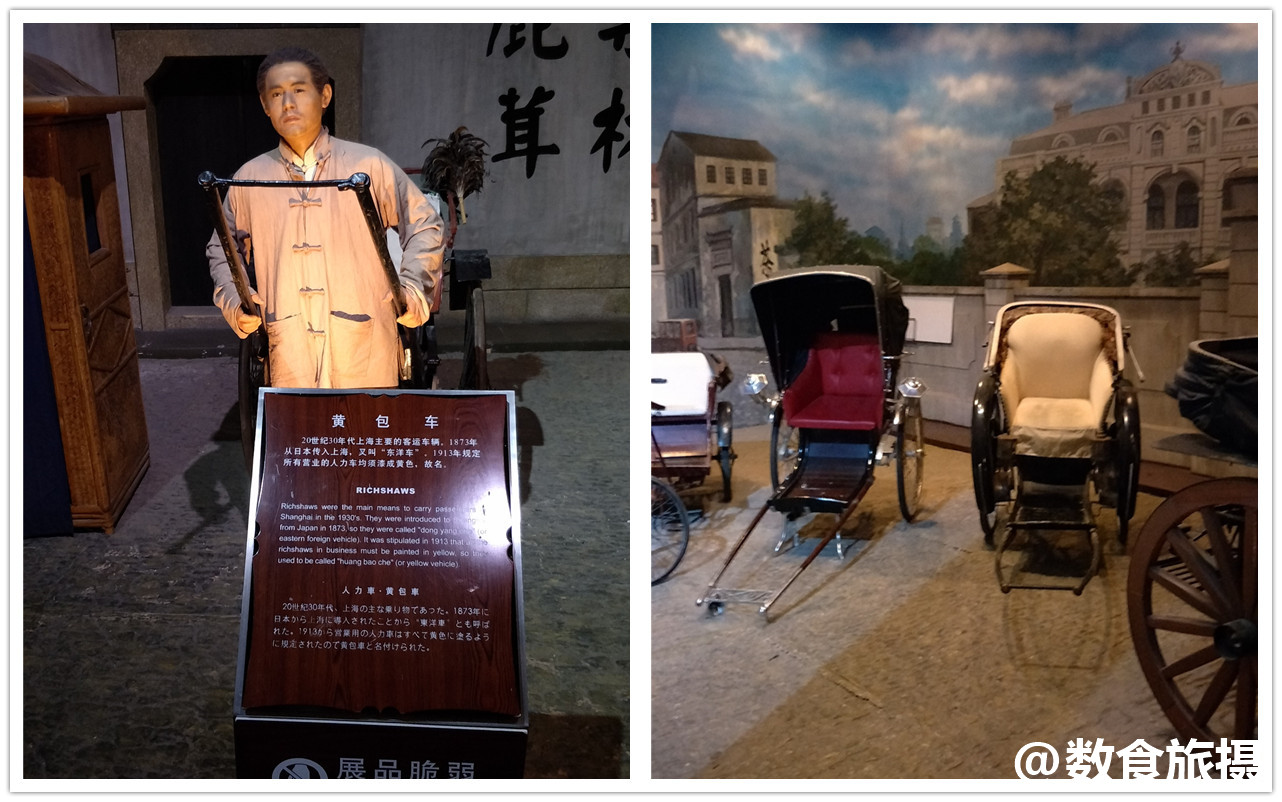 鹿
茸
黄包车
20世纪30年代上海主要的客运车辆，1873年
从日本传入上海，又叫“东洋车”，1913年规定
所有营业的人力车均须漆成黄色，故名。
RICHSHAWS
Richshaws were the main means to carry
Shanghai in the 1930's. They were introduced to
from Japan in 1873, so they were called "dong yang
eastern foreign vehicle). It was stipulated in 1913 that
richshaws in business must be painted in yellow, so
used to be called "huang bao che" (or yellow vehicle)
人力車·黄包車
20世紀30年代、上海の主な乗り物であった。1873年に
日本から上海に導入されたことから“東洋車”とも呼ば
れた。1913から営業用の人力車はすべて黄色に塗るよう
に規定されたので黄包車と名付けられた。
展品脆弱
@数食旅摄